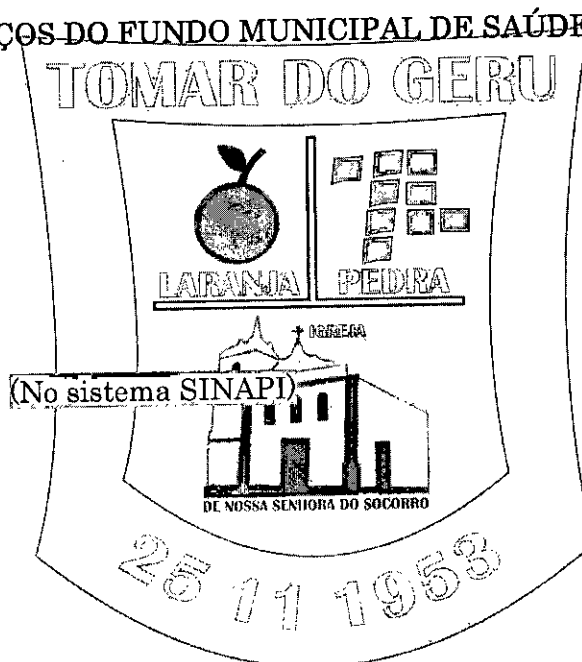 ÇOS DO FUNDO MUNICIPAL DE SAÚDE
TOMAR DO GERU
LARANJA PEDRA
IGREJA
(No sistema SINAPI)
DE NOSSA SENHORA DO SOCORRO
25 11 1953